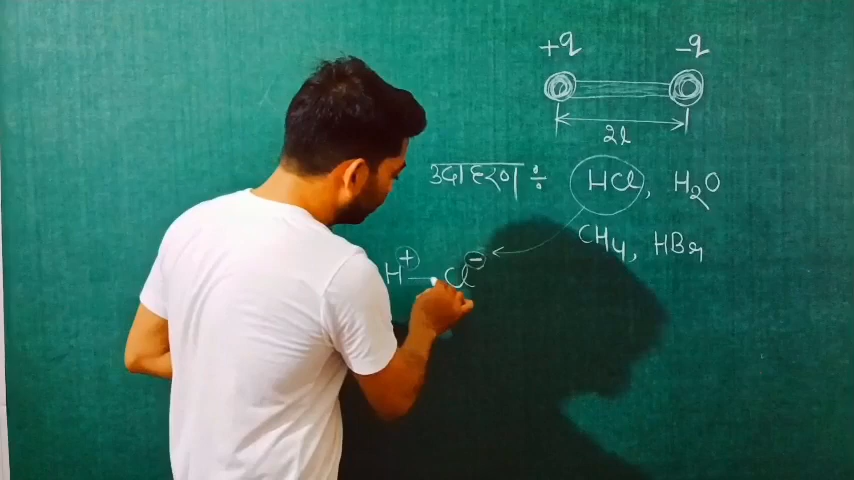 +q -q
2l
उदाहरण ÷ HCl, H₂O
CH₄, HBr
H⁺ — Cl⁻